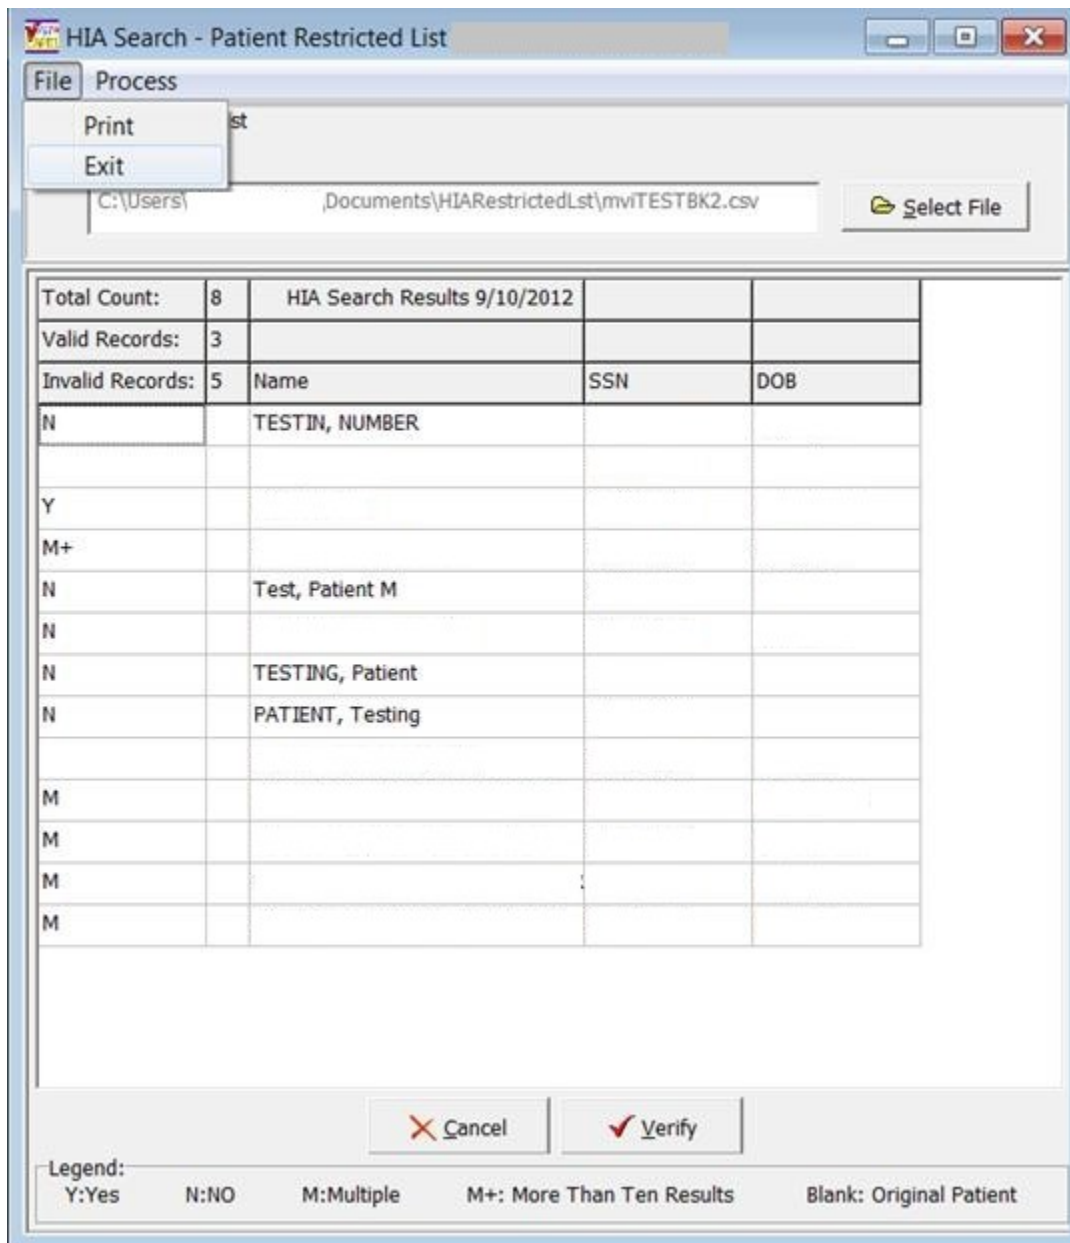 HIA Search - Patient Restricted List
File Process
Print
st
Exit
C:\Users\ ,Documents\HIARestrictedLst\mviTESTBK2.csv
Select File
Total Count: 8 HIA Search Results 9/10/2012
Valid Records: 3
Invalid Records: 5 Name SSN DOB
N TESTIN, NUMBER
Y
M+
N Test, Patient M
N
N TESTING, Patient
N PATIENT, Testing
M
M
M
M
Cancel Verify
Legend:
Y:Yes N:NO M:Multiple M+: More Than Ten Results Blank: Original Patient